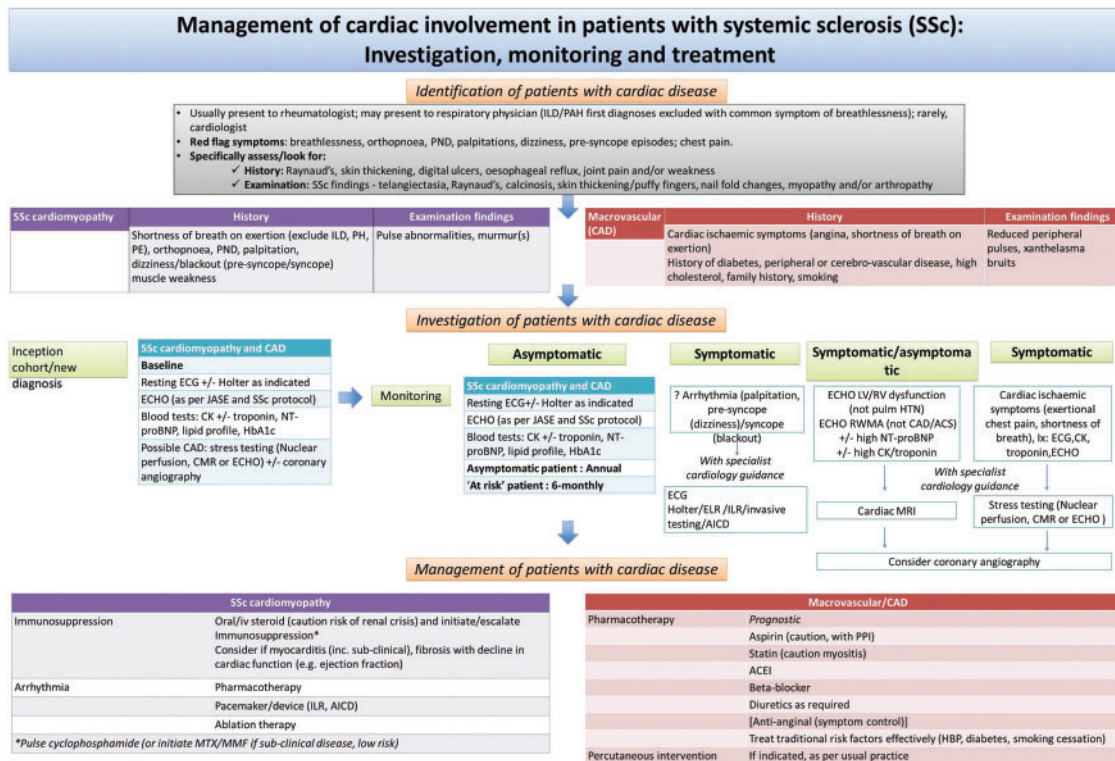 Management of cardiac involvement in patients with systemic sclerosis (SSc):
Investigation, monitoring and treatment
Identification of patients with cardiac disease
• Usually present to rheumatologist; may present to respiratory physician (ILD/PAH first diagnoses excluded with common symptom of breathlessness); rarely,
cardiologist
• Red flag symptoms: breathlessness, orthopnoea, PND, palpitations, dizziness, pre-syncope episodes; chest pain.
• Specifically assess/look for:
✓ History: Raynaud's, skin thickening, digital ulcers, oesophageal reflux, joint pain and/or weakness
✓ Examination: SSc findings - telangiectasia, Raynaud's, calcinosis, skin thickening/puffy fingers, nail fold changes, myopathy and/or arthropathy
SSc cardiomyopathy
History
Examination findings
Shortness of breath on exertion (exclude ILD, PH,
PE), orthopnoea, PND, palpitation,
dizziness/blackout (pre-syncope/syncope)
muscle weakness
Pulse abnormalities, murmur(s)
Macrovascular
(CAD)
History
Examination findings
Cardiac ischaemic symptoms (angina, shortness of breath on
exertion)
History of diabetes, peripheral or cerebro-vascular disease, high
cholesterol, family history, smoking
Reduced peripheral
pulses, xanthelasma
bruits
Investigation of patients with cardiac disease
Inception
cohort/new
diagnosis
SSc cardiomyopathy and CAD
Baseline
Resting ECG +/- Holter as indicated
ECHO (as per JASE and SSc protocol)
Blood tests: CK +/- troponin, NT-
proBNP, lipid profile, HbA1c
Possible CAD: stress testing (Nuclear
perfusion, CMR or ECHO) +/- coronary
angiography
Monitoring
Asymptomatic
SSc cardiomyopathy and CAD
Resting ECG+/- Holter as indicated
ECHO (as per JASE and SSc protocol)
Blood tests: CK +/- troponin, NT-
proBNP, lipid profile, HbA1c
Asymptomatic patient : Annual
'At risk' patient : 6-monthly
Symptomatic
? Arrhythmia (palpitation,
pre-syncope
(dizziness)/syncope
(blackout)
With specialist
cardiology guidance
ECG
Holter/ELR /ILR/invasive
testing/AICD
Symptomatic/asymptoma
tic
ECHO LV/RV dysfunction
(not pulm HTN)
ECHO RWMA (not CAD/ACS)
+/- high NT-proBNP
+/- high CK/troponin
Symptomatic
Cardiac ischaemic
symptoms (exertional
chest pain, shortness of
breath), Ix: ECG,CK,
troponin,ECHO
With specialist
cardiology guidance
Cardiac MRI
Stress testing (Nuclear
perfusion, CMR or ECHO )
Consider coronary angiography
Management of patients with cardiac disease
SSc cardiomyopathy
Immunosuppression
Oral/iv steroid (caution risk of renal crisis) and initiate/escalate
Immunosuppression*
Consider if myocarditis (inc. sub-clinical), fibrosis with decline in
cardiac function (e.g. ejection fraction)
Arrhythmia
Pharmacotherapy
Pacemaker/device (ILR, AICD)
Ablation therapy
*Pulse cyclophosphamide (or initiate MTX/MMF if sub-clinical disease, low risk)
Macrovascular/CAD
Pharmacotherapy
Prognostic
Aspirin (caution, with PPI)
Statin (caution myositis)
ACEI
Beta-blocker
Diuretics as required
[Anti-anginal (symptom control)]
Treat traditional risk factors effectively (HBP, diabetes, smoking cessation)
Percutaneous intervention
If indicated, as per usual practice